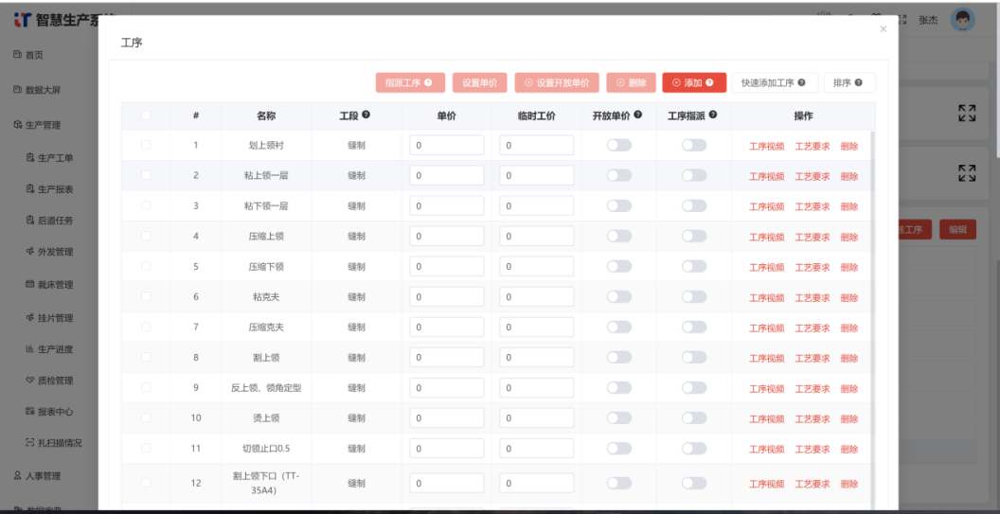 智慧生产系统
张杰
首页
数据大屏
生产管理
生产工单
生产报表
后道任务
外发管理
裁床管理
挂片管理
生产进度
质检管理
报表中心
扎扫描情况
人事管理
工序
指派工序 设置单价 设置开放单价 删除 添加 快速添加工序 排序
# 名称 工段 单价 临时工价 开放单价 工序指派 操作
1 划上领衬 缝制 0 0 工序视频 工艺要求 删除
2 粘上领一层 缝制 0 0 工序视频 工艺要求 删除
3 粘下领一层 缝制 0 0 工序视频 工艺要求 删除
4 压缩上领 缝制 0 0 工序视频 工艺要求 删除
5 压缩下领 缝制 0 0 工序视频 工艺要求 删除
6 粘克夫 缝制 0 0 工序视频 工艺要求 删除
7 压缩克夫 缝制 0 0 工序视频 工艺要求 删除
8 割上领 缝制 0 0 工序视频 工艺要求 删除
9 反上领、领角定型 缝制 0 0 工序视频 工艺要求 删除
10 烫上领 缝制 0 0 工序视频 工艺要求 删除
11 切领止口0.5 缝制 0 0 工序视频 工艺要求 删除
12 割上领下口（TT-
35A4） 缝制 0 0 工序视频 工艺要求 删除
工序 编辑